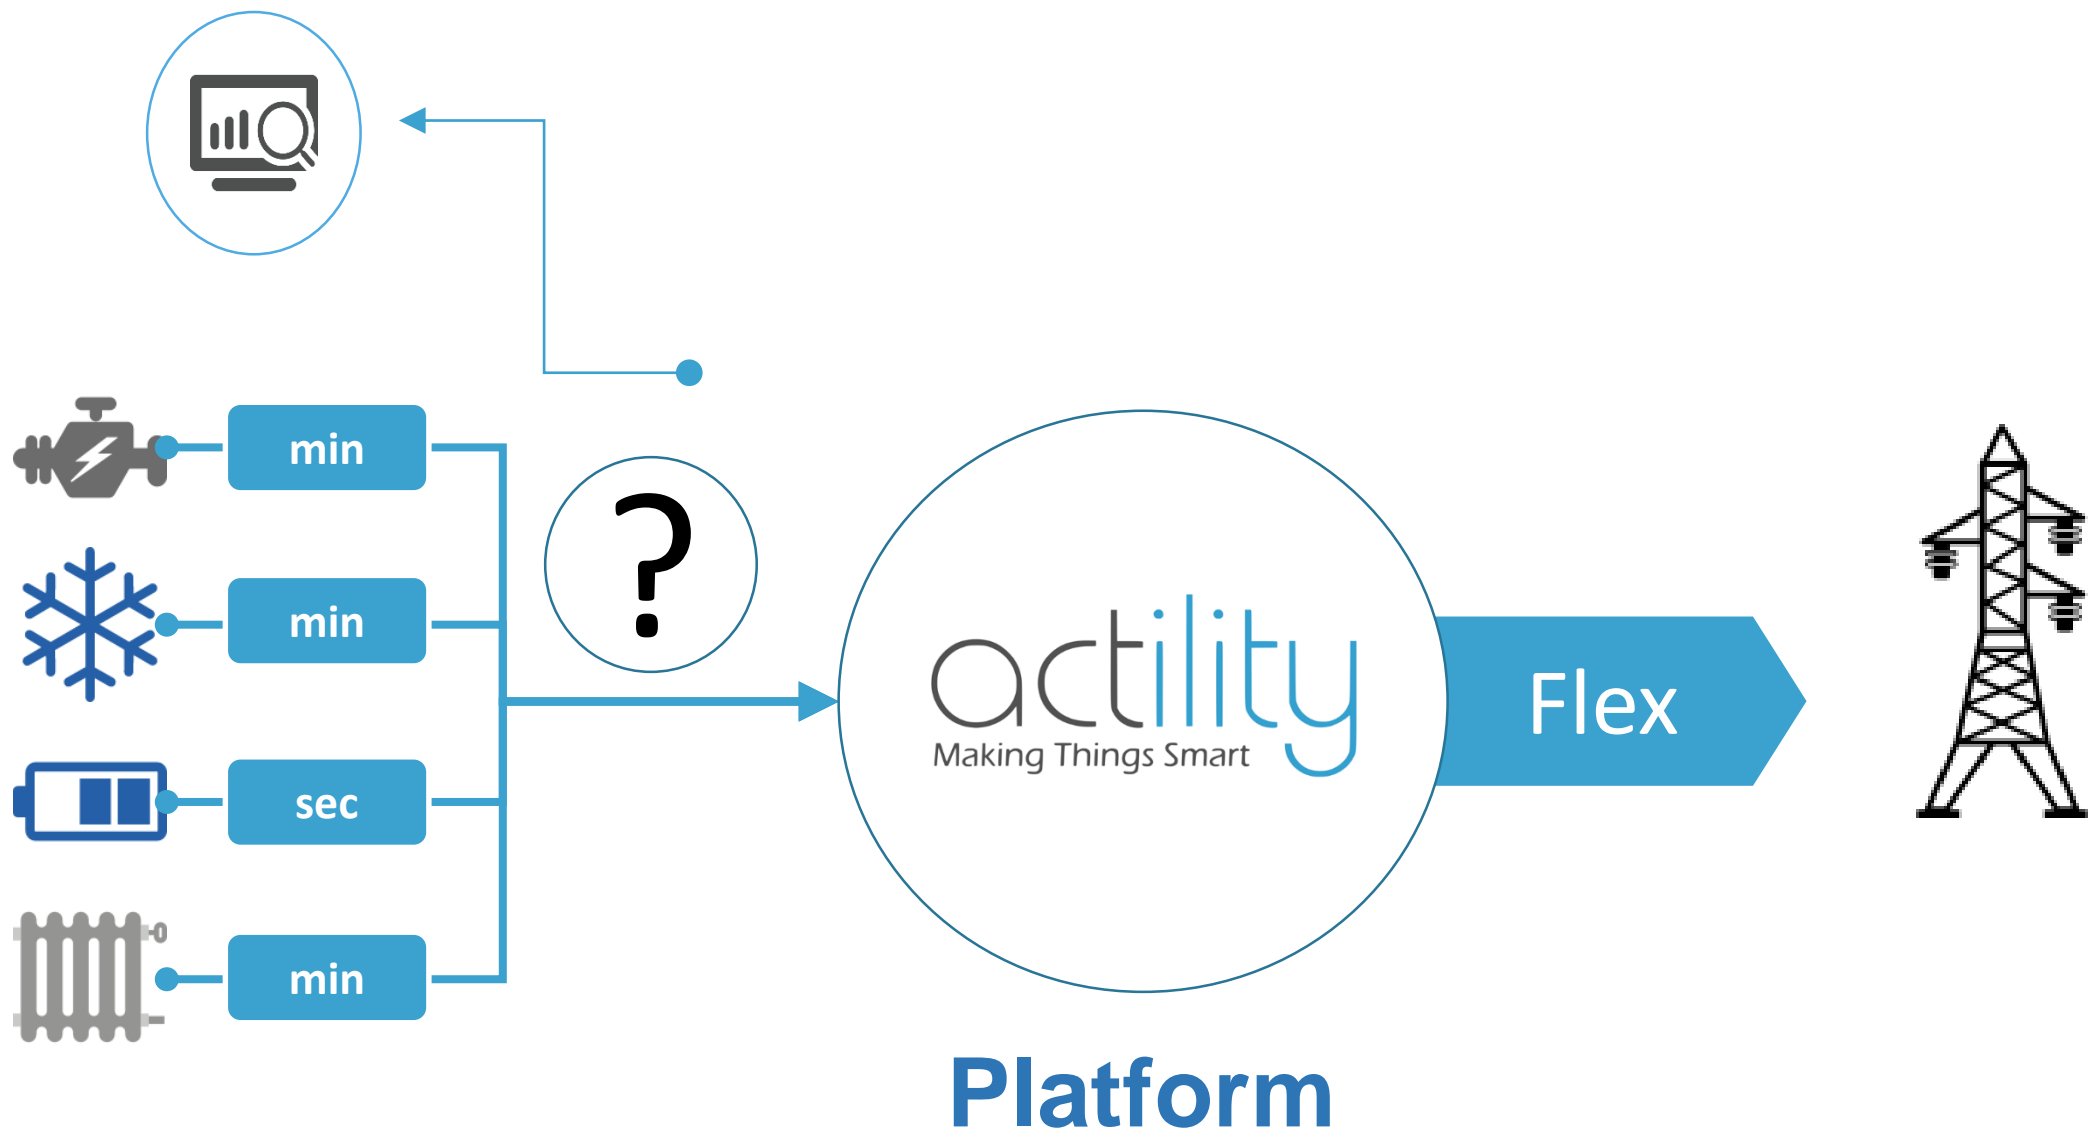 min
min
sec
min
?
actility
Making Things Smart
Flex
Platform